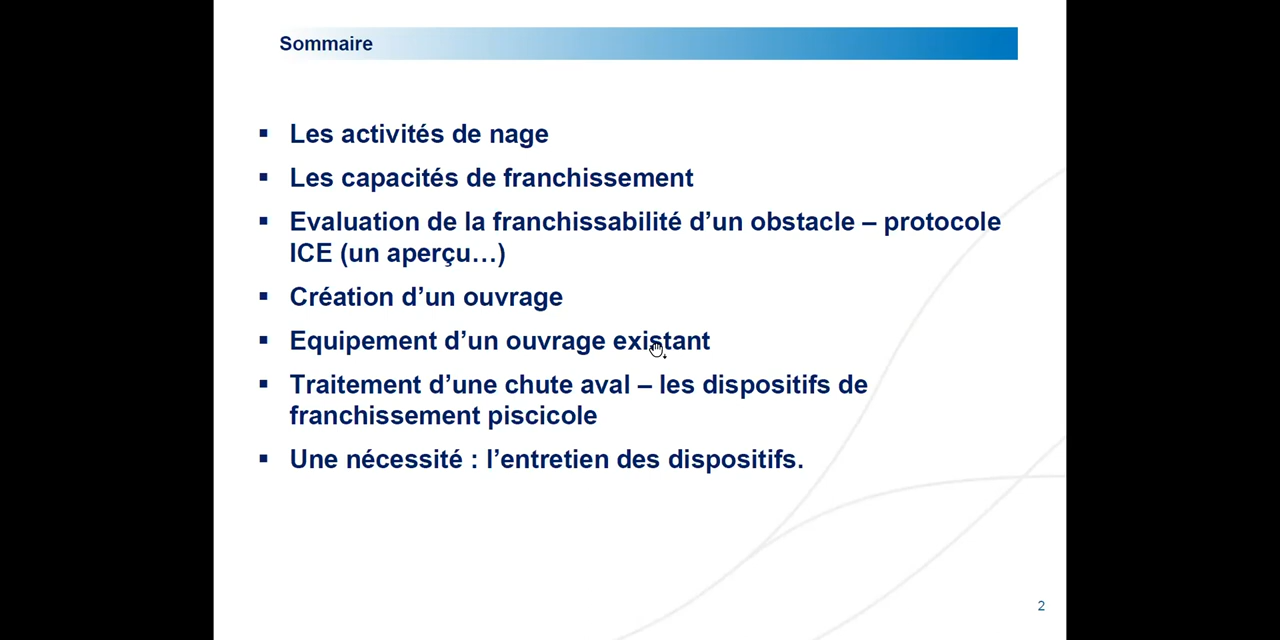 Sommaire
▪ Les activités de nage
▪ Les capacités de franchissement
▪ Evaluation de la franchissabilité d’un obstacle – protocole
ICE (un aperçu…)
▪ Création d’un ouvrage
▪ Equipement d’un ouvrage existant
▪ Traitement d’une chute aval – les dispositifs de
franchissement piscicole
▪ Une nécessité : l’entretien des dispositifs.
2